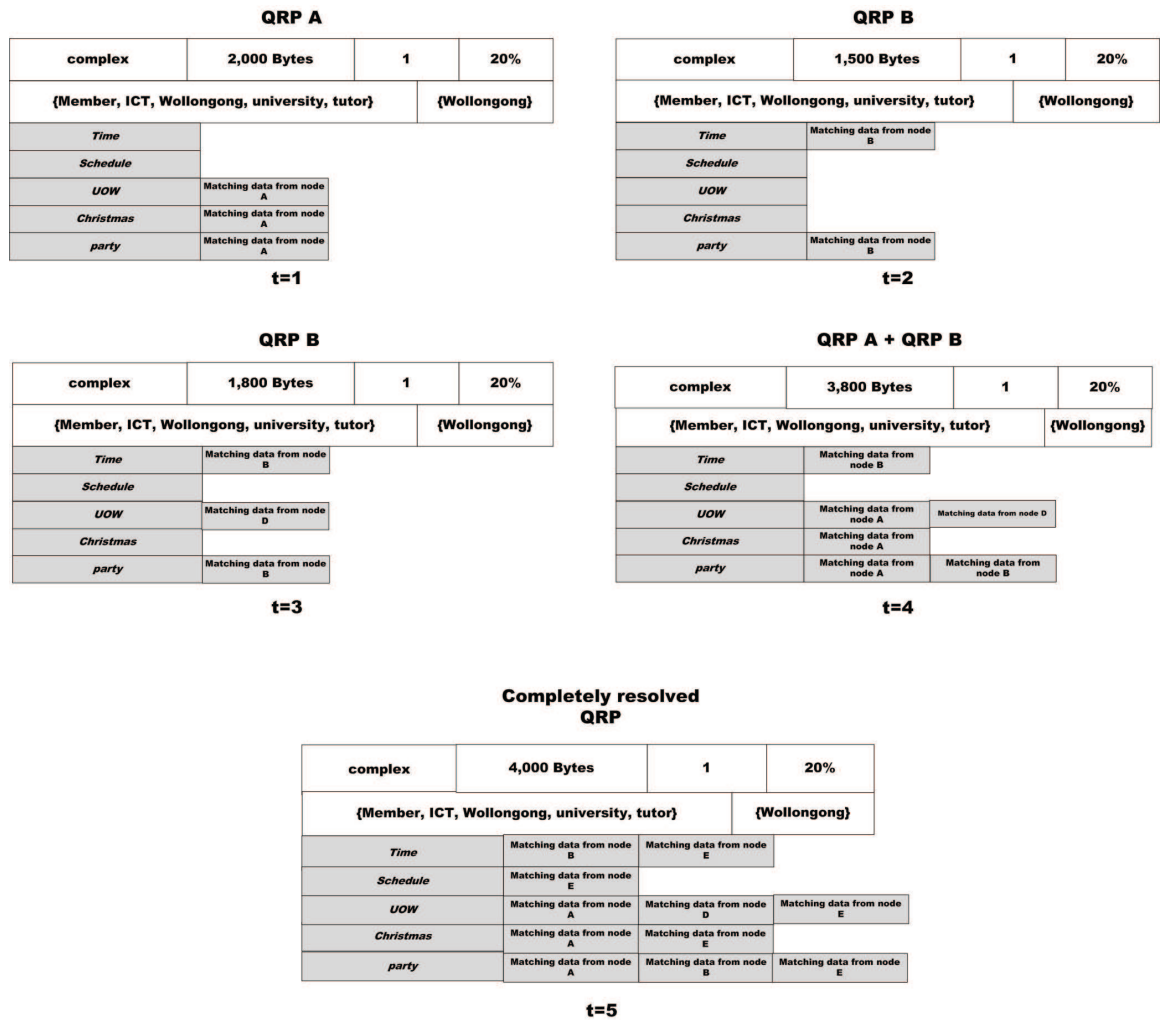 QRP A
complex 2,000 Bytes 1 20%
{Member, ICT, Wollongong, university, tutor} {Wollongong}
Time
Schedule
UOW Matching data from node
A
Christmas Matching data from node
A
party Matching data from node
A
t=1
QRP B
complex 1,500 Bytes 1 20%
{Member, ICT, Wollongong, university, tutor} {Wollongong}
Time Matching data from node
B
Schedule
UOW
Christmas
party Matching data from node
B
t=2
QRP B
complex 1,800 Bytes 1 20%
{Member, ICT, Wollongong, university, tutor} {Wollongong}
Time Matching data from node
B
Schedule
UOW Matching data from node
D
Christmas
party Matching data from node
B
t=3
QRP A + QRP B
complex 3,800 Bytes 1 20%
{Member, ICT, Wollongong, university, tutor} {Wollongong}
Time Matching data from
node B
Schedule
UOW Matching data from
node A Matching data from node D
Christmas Matching data from
node A
party Matching data from
node A Matching data from
node B
t=4
Completely resolved
QRP
complex 4,000 Bytes 1 20%
{Member, ICT, Wollongong, university, tutor} {Wollongong}
Time Matching data from node
B Matching data from node
E
Schedule Matching data from node
E
UOW Matching data from node
A Matching data from node
D Matching data from node
E
Christmas Matching data from node
A Matching data from node
E
party Matching data from node
A Matching data from node
B Matching data from node
E
t=5